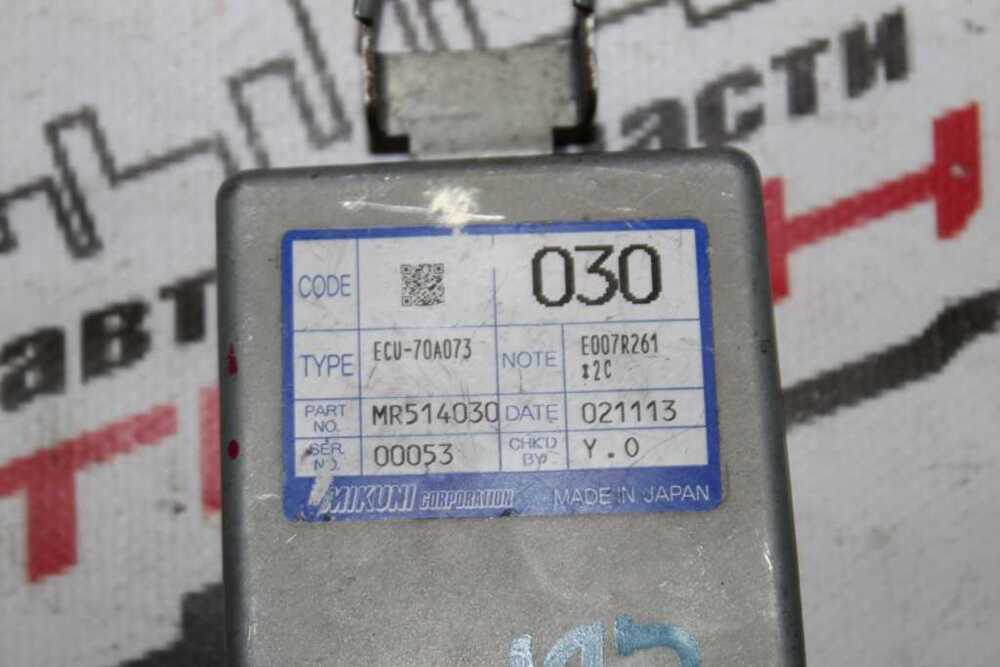 асти
авт
CODE 030
TYPE ECU-70A073 NOTE E007R261
:2C
PART NO. MR514030 DATE 021113
SER. NO. 00053 CHK'D BY Y.O
MIKUNI CORPORATION MADE IN JAPAN